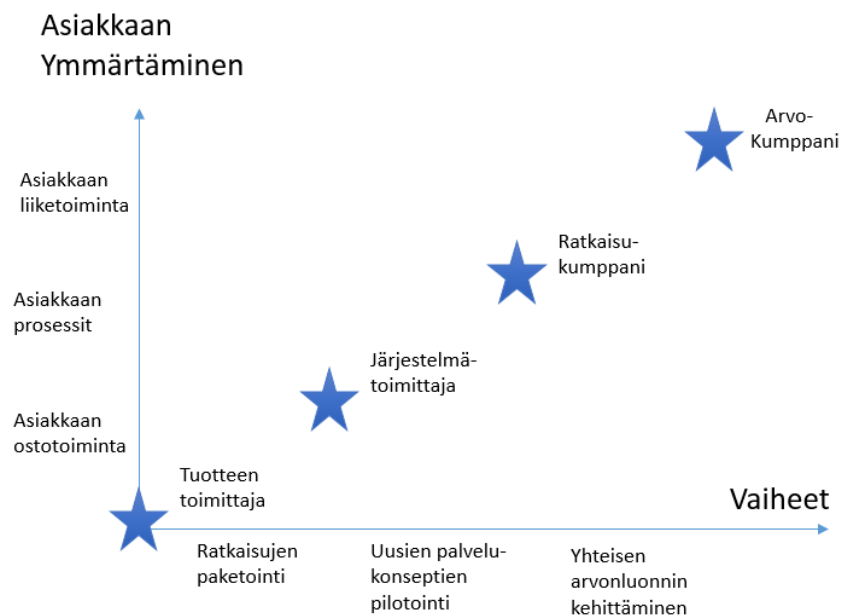 Asiakkaan
Ymmärtäminen
Arvo-
Kumppani
Asiakkaan
liiketoiminta
Ratkaisu-
kumppani
Asiakkaan
prosessit
Järjestelmä-
toimittaja
Asiakkaan
ostotoiminta
Tuotteen
toimittaja
Vaiheet
Ratkaisujen
paketointi
Uusien palvelu-
konseptien
pilotointi
Yhteisen
arvonluonnin
kehittäminen